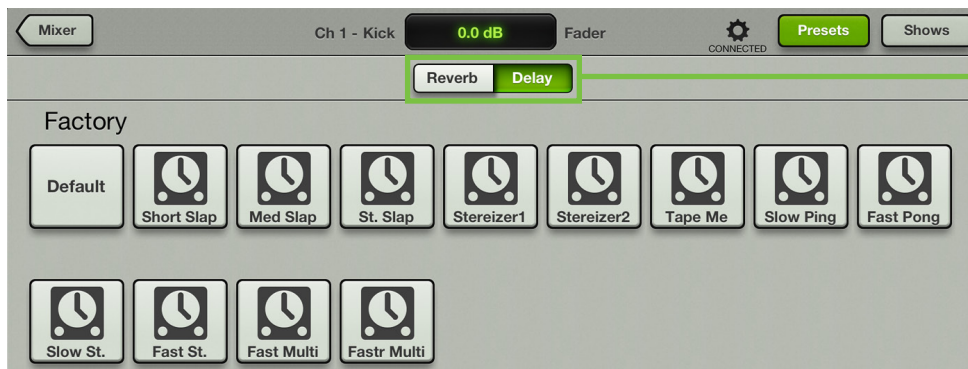 Mixer Ch 1 - Kick 0.0 dB Fader CONNECTED Presets Shows
Reverb Delay
Factory
Default Short Slap Med Slap St. Slap Stereizer1 Stereizer2 Tape Me Slow Ping Fast Pong
Slow St. Fast St. Fast Multi Fastr Multi